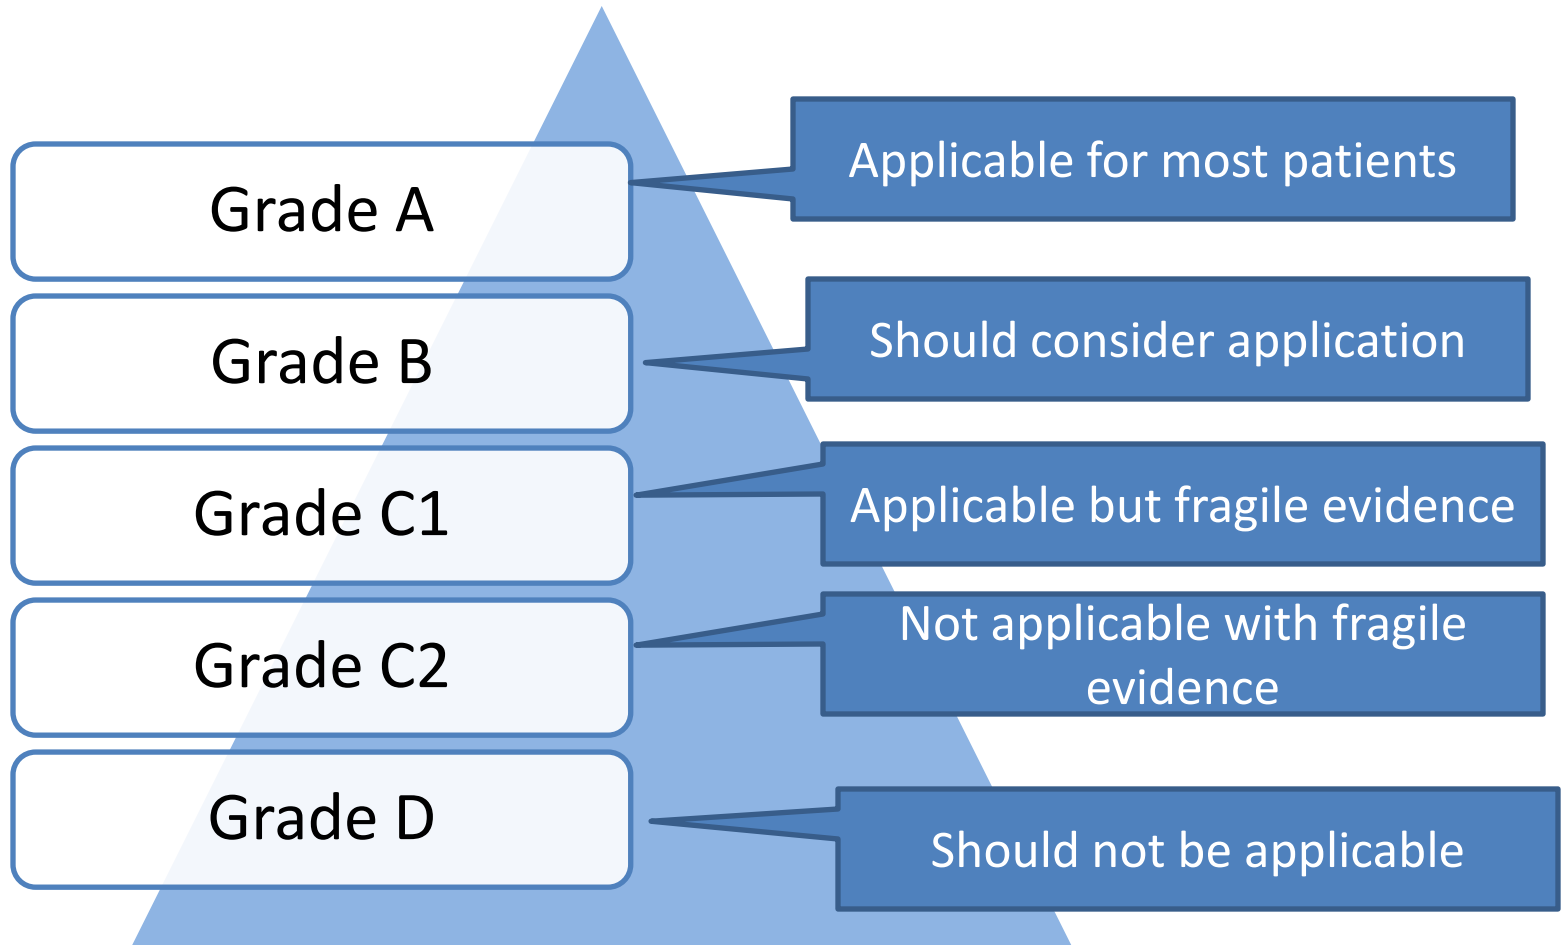 Grade A
Applicable for most patients
Grade B
Should consider application
Grade C1
Applicable but fragile evidence
Grade C2
Not applicable with fragile
evidence
Grade D
Should not be applicable